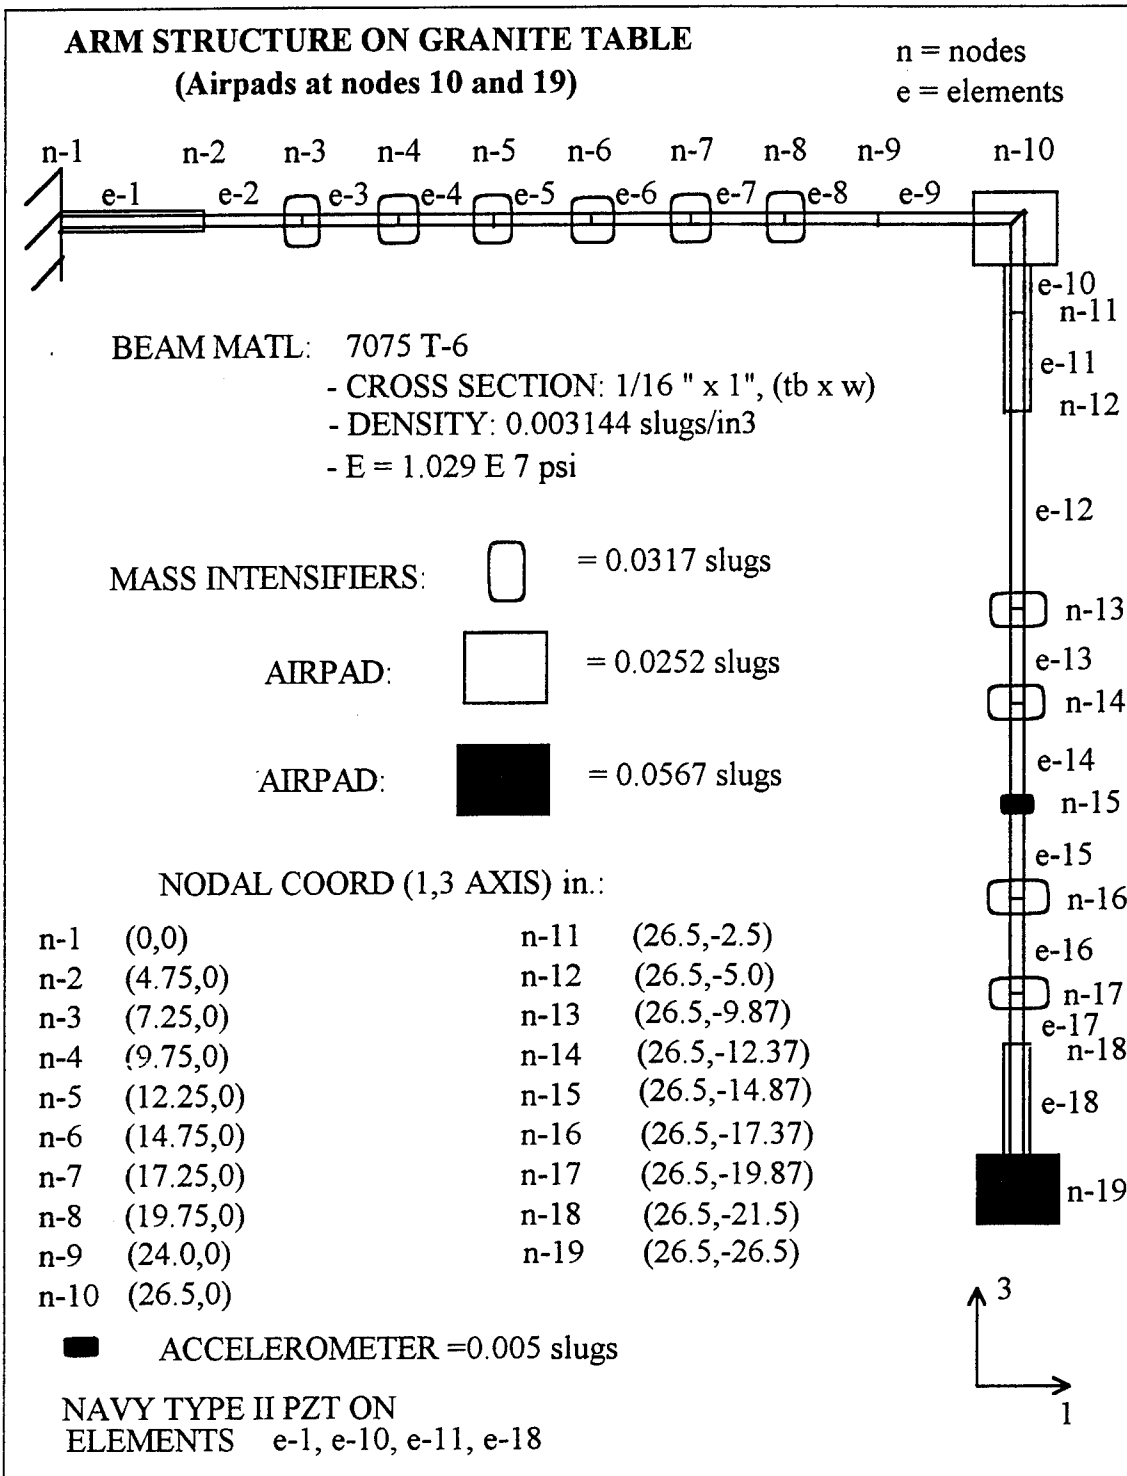 ARM STRUCTURE ON GRANITE TABLE
(Airpads at nodes 10 and 19)
n = nodes
e = elements
n-1 n-2 n-3 n-4 n-5 n-6 n-7 n-8 n-9 n-10
e-1 e-2 e-3 e-4 e-5 e-6 e-7 e-8 e-9
e-10
n-11
e-11
n-12
e-12
n-13
e-13
n-14
e-14
n-15
e-15
n-16
e-16
n-17
e-17
n-18
e-18
n-19
BEAM MATL: 7075 T-6
- CROSS SECTION: 1/16 " x 1", (tb x w)
- DENSITY: 0.003144 slugs/in3
- E = 1.029 E 7 psi
MASS INTENSIFIERS: = 0.0317 slugs
AIRPAD: = 0.0252 slugs
AIRPAD: = 0.0567 slugs
NODAL COORD (1,3 AXIS) in.:
n-1 (0,0)
n-2 (4.75,0)
n-3 (7.25,0)
n-4 (9.75,0)
n-5 (12.25,0)
n-6 (14.75,0)
n-7 (17.25,0)
n-8 (19.75,0)
n-9 (24.0,0)
n-10 (26.5,0)
n-11 (26.5,-2.5)
n-12 (26.5,-5.0)
n-13 (26.5,-9.87)
n-14 (26.5,-12.37)
n-15 (26.5,-14.87)
n-16 (26.5,-17.37)
n-17 (26.5,-19.87)
n-18 (26.5,-21.5)
n-19 (26.5,-26.5)
3
1
ACCELEROMETER =0.005 slugs
NAVY TYPE II PZT ON
ELEMENTS e-1, e-10, e-11, e-18